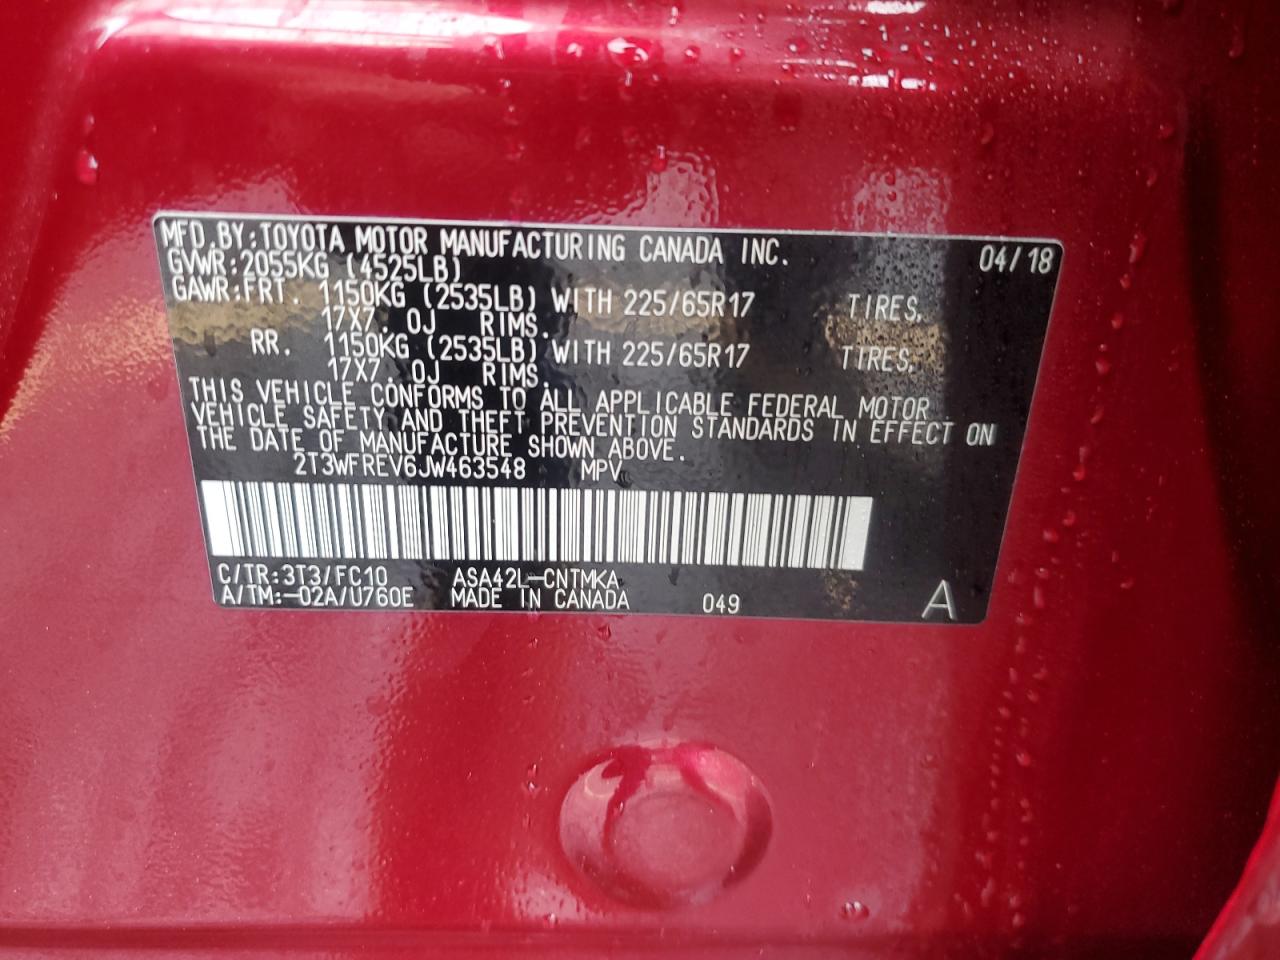 MFD.BY:TOYOTA MOTOR MANUFACTURING CANADA INC. 04/18
GVWR:2055KG (4525LB)
GAWR:FRT. 1150KG (2535LB) WITH 225/65R17 TIRES,
17X7. 0J RIMS.
RR. 1150KG (2535LB) WITH 225/65R17 TIRES,
17X7. 0J RIMS.
THIS VEHICLE CONFORMS TO ALL APPLICABLE FEDERAL MOTOR
VEHICLE SAFETY AND THEFT PREVENTION STANDARDS IN EFFECT ON
THE DATE OF MANUFACTURE SHOWN ABOVE.
2T3WFREV6JW463548 MPV
C/TR:3T3/FC10 ASA42L-CNTMKA
A/TM:-02A/U760E MADE IN CANADA 049 A